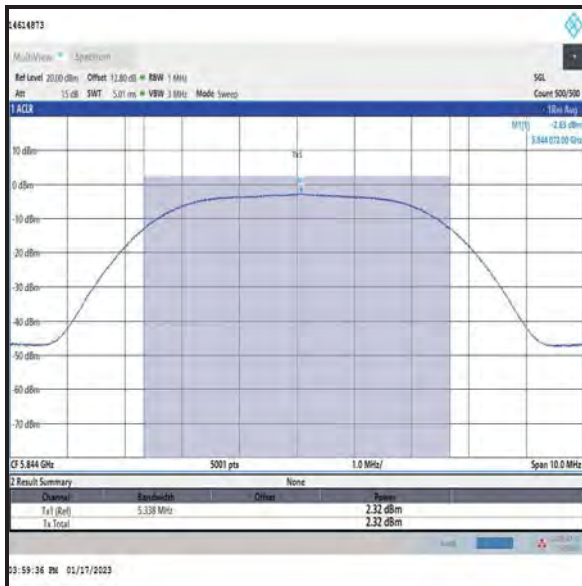 14614873
MultiView Spectrum
Ref Level 20.00 dBm Offset 12.80 dB RBW 1 MHz SGL
Att 15 dB SWT 5.01 ms VBW 3 MHz Mode Sweep Count 500/500
1 ACLR 1Rm Avg
M1[1] -2.83 dBm
5.844 072 00 GHz
Tx1
10 dBm
0 dBm
-10 dBm
-20 dBm
-30 dBm
-40 dBm
-50 dBm
-60 dBm
-70 dBm
CF 5.844 GHz 5001 pts 1.0 MHz/ Span 10.0 MHz
2 Result Summary None
Channel Bandwidth Offset Power
Tx1 (Ref) 5.338 MHz 2.32 dBm
Tx Total 2.32 dBm
03:59:36 PM 01/17/2023